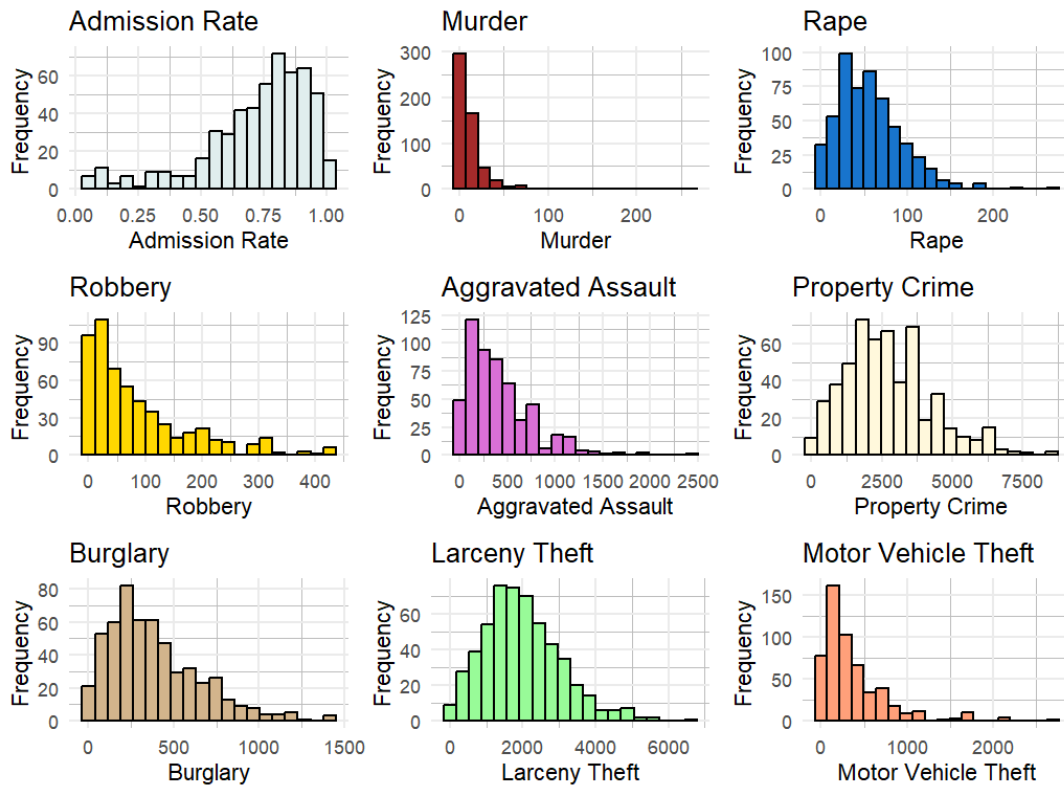 Admission Rate
Frequency
60
40
20
0
0.00 0.25 0.50 0.75 1.00
Admission Rate
Murder
Frequency
300
200
100
0
0 100 200
Murder
Rape
Frequency
100
75
50
25
0
0 100 200
Rape
Robbery
Frequency
90
60
30
0
0 100 200 300 400
Robbery
Aggravated Assault
Frequency
125
100
75
50
25
0
0 500 1000 1500 2000 2500
Aggravated Assault
Property Crime
Frequency
60
40
20
0
0 2500 5000 7500
Property Crime
Burglary
Frequency
80
60
40
20
0
0 500 1000 1500
Burglary
Larceny Theft
Frequency
60
40
20
0
0 2000 4000 6000
Larceny Theft
Motor Vehicle Theft
Frequency
150
100
50
0
0 1000 2000
Motor Vehicle Theft